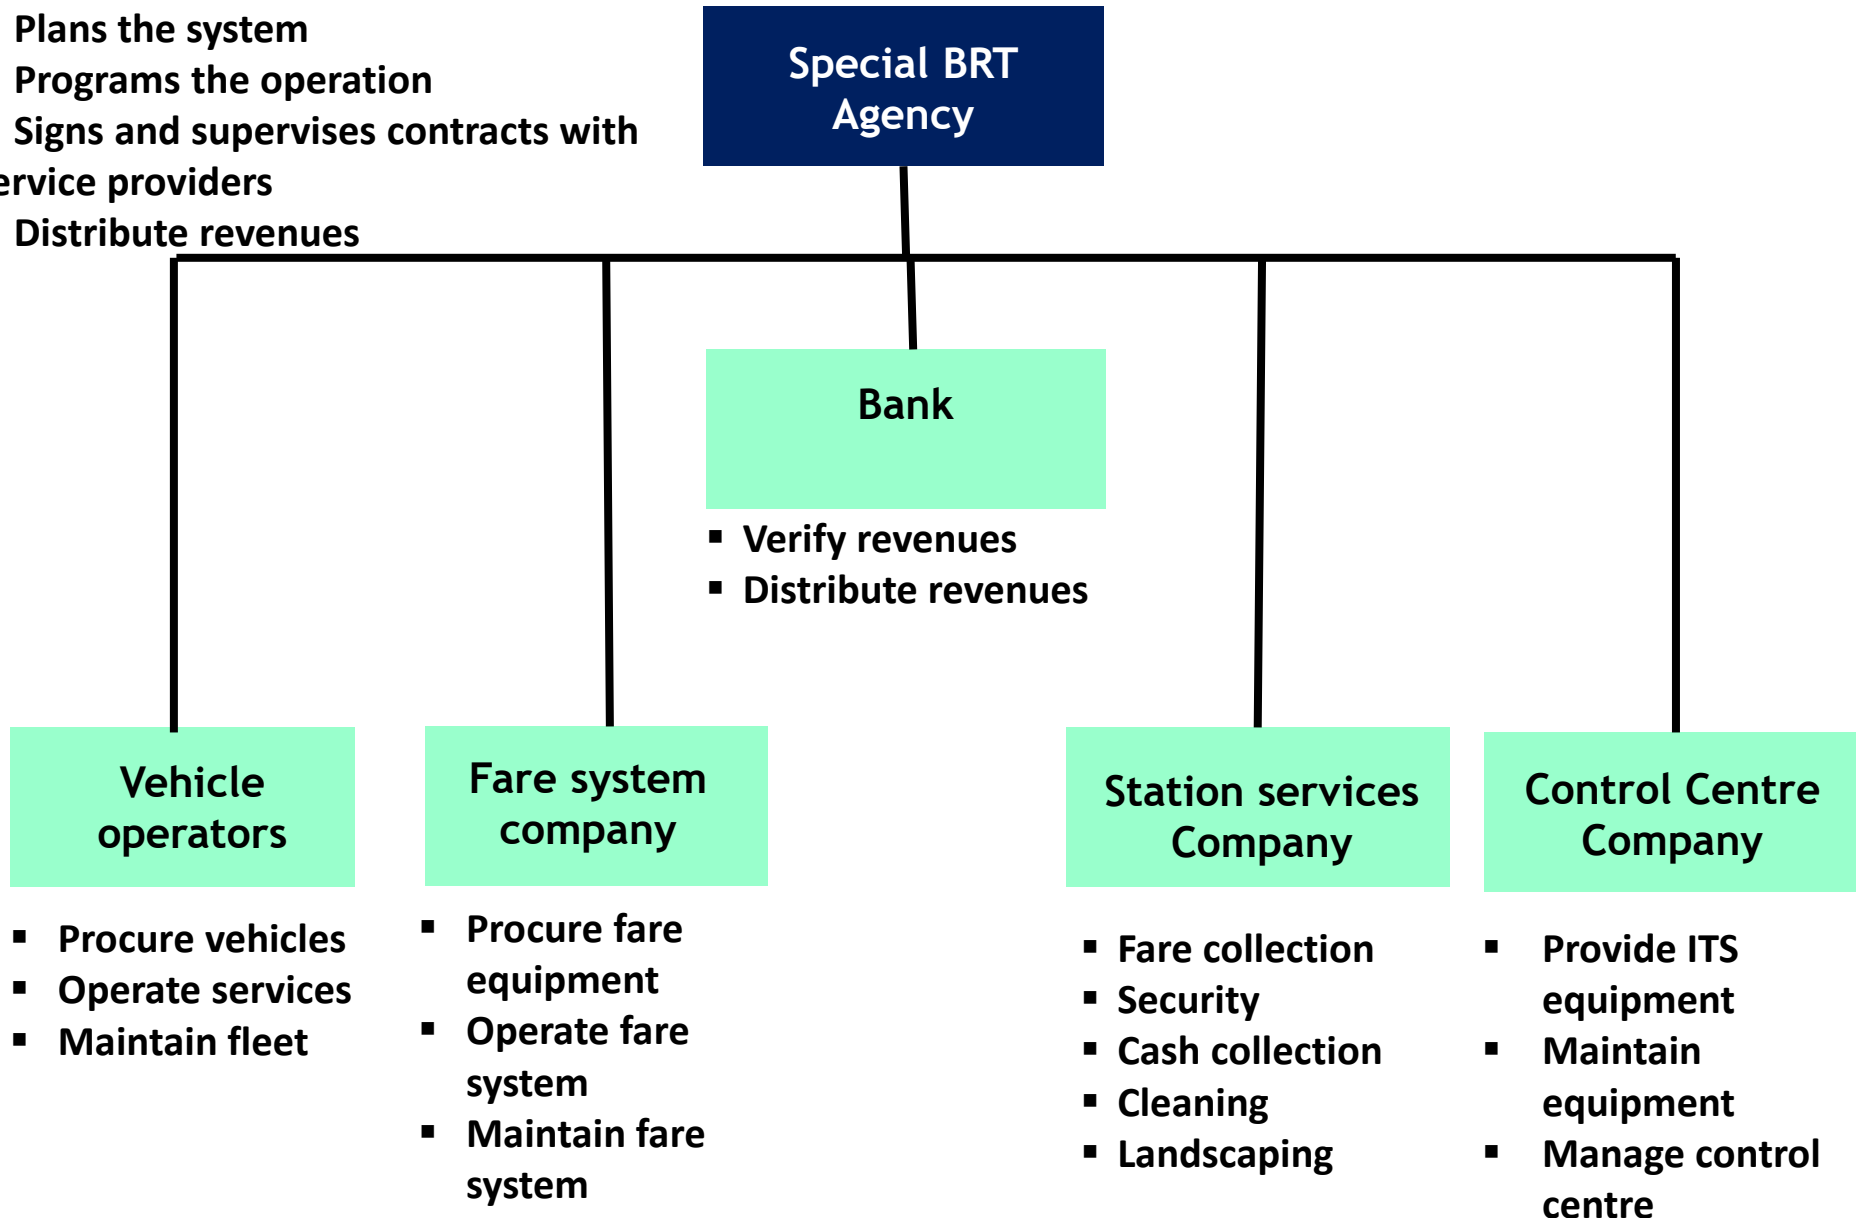 Plans the system
Programs the operation
Signs and supervises contracts with
ervice providers
Distribute revenues
Special BRT
Agency
Bank
▪ Verify revenues
▪ Distribute revenues
Vehicle
operators
▪ Procure vehicles
▪ Operate services
▪ Maintain fleet
Fare system
company
▪ Procure fare
equipment
▪ Operate fare
system
▪ Maintain fare
system
Station services
Company
▪ Fare collection
▪ Security
▪ Cash collection
▪ Cleaning
▪ Landscaping
Control Centre
Company
▪ Provide ITS
equipment
▪ Maintain
equipment
▪ Manage control
centre